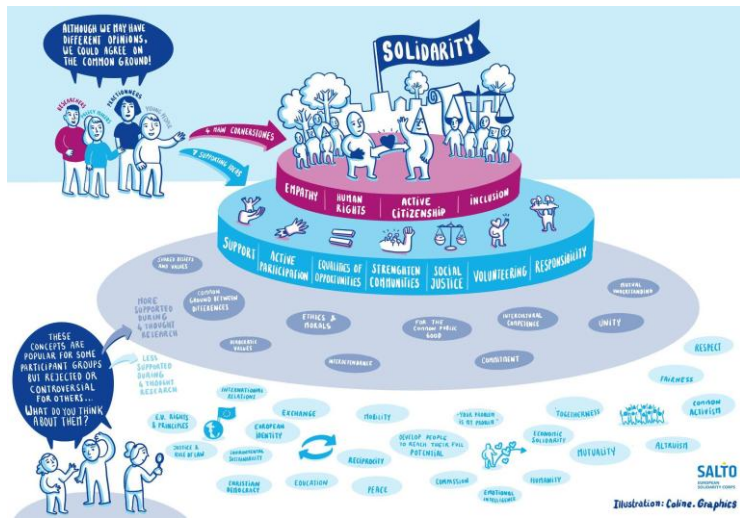 ALTHOUGH WE MAY HAVE
DIFFERENT OPINIONS,
WE COULD AGREE ON
THE COMMON GROUND!
RESEARCHERS
POLICY MAKERS
PRACTITIONNERS
YOUNG PEOPLE
4 MAIN CORNERSTONES
7 SUPPORTING IDEAS
SOLIDARITY
EMPATHY
HUMAN
RIGHTS
ACTIVE
CITIZENSHIP
INCLUSION
SUPPORT
ACTIVE
PARTICIPATION
EQUALITIES OF
OPPORTUNITIES
STRENGTHEN
COMMUNITIES
SOCIAL
JUSTICE
VOLUNTEERING
RESPONSIBILITY
SHARED BELIEFS
AND VALUES
COMMON
GROUND BETWEEN
DIFFERENCES
MORE
SUPPORTED
DURING
4 THOUGHT
RESEARCH
ETHICS &
MORALS
FOR THE
COMMON PUBLIC
GOOD
INTERCULTURAL
COMPETENCE
MUTUAL
UNDERSTANDING
UNITY
DEMOCRATIC
VALUES
INTERDEPENDENCE
COMMITMENT
THESE
CONCEPTS ARE
POPULAR FOR SOME
PARTICIPANT GROUPS
BUT REJECTED OR
CONTROVERSIAL
FOR OTHERS...
WHAT DO YOU THINK
ABOUT THEM?
LESS
SUPPORTED
DURING
4 THOUGHT
RESEARCH
INTERNATIONAL
RELATIONS
E.U. RIGHTS
& PRINCIPLES
EUROPEAN
IDENTITY
EXCHANGE
MOBILITY
"YOUR PROBLEM
IS MY PROBLEM"
TOGETHERNESS
RESPECT
FAIRNESS
COMMON
ACTIVISM
JUSTICE &
RULE OF LAW
ENVIRONMENTAL
SUSTAINABILITY
RECIPROCITY
DEVELOP PEOPLE
TO REACH THEIR FULL
POTENTIAL
ECONOMIC
SOLIDARITY
MUTUALITY
ALTRUISM
CHRISTIAN
DEMOCRACY
EDUCATION
PEACE
COMPASSION
EMOTIONAL
INTELLIGENCE
HUMANITY
SALTO
EUROPEAN
SOLIDARITY CORPS
Illustration: Coline.Graphics